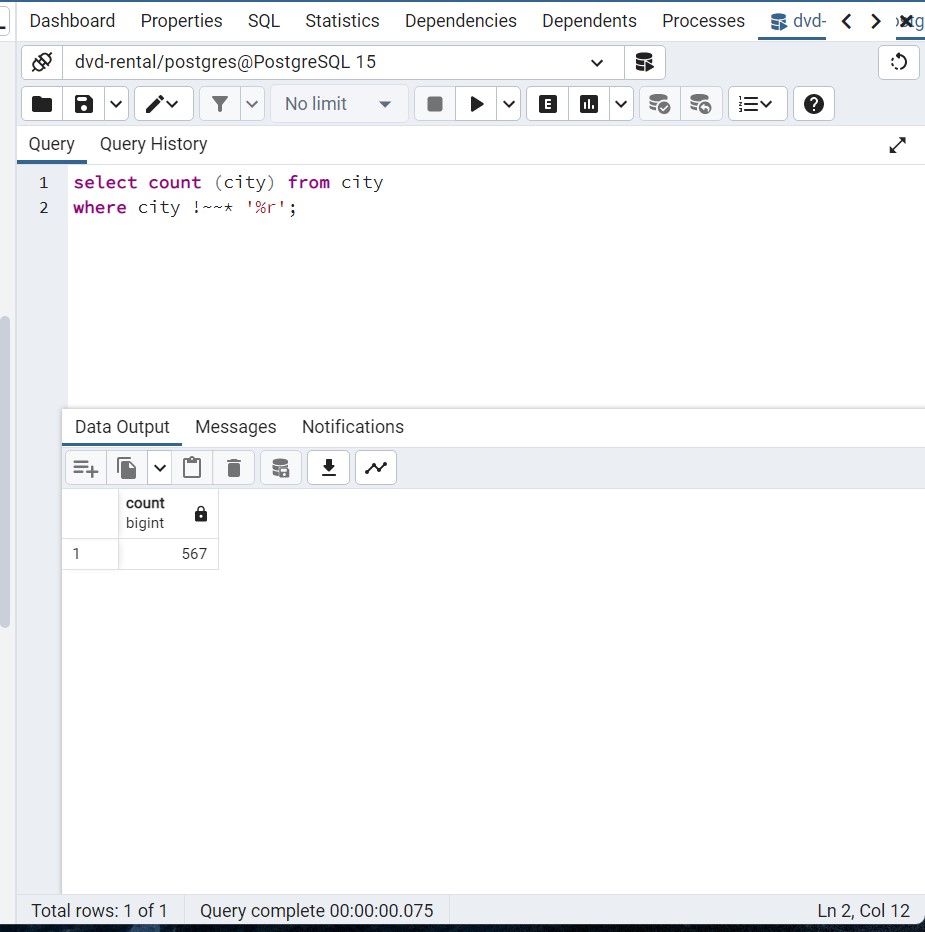 Dashboard Properties SQL Statistics Dependencies Dependents Processes dvd-
dvd-rental/postgres@PostgreSQL 15
No limit E
Query Query History
1 select count (city) from city
2 where city !~~* '%r';
Data Output Messages Notifications
count
bigint
1 567
Total rows: 1 of 1 Query complete 00:00:00.075 Ln 2, Col 12